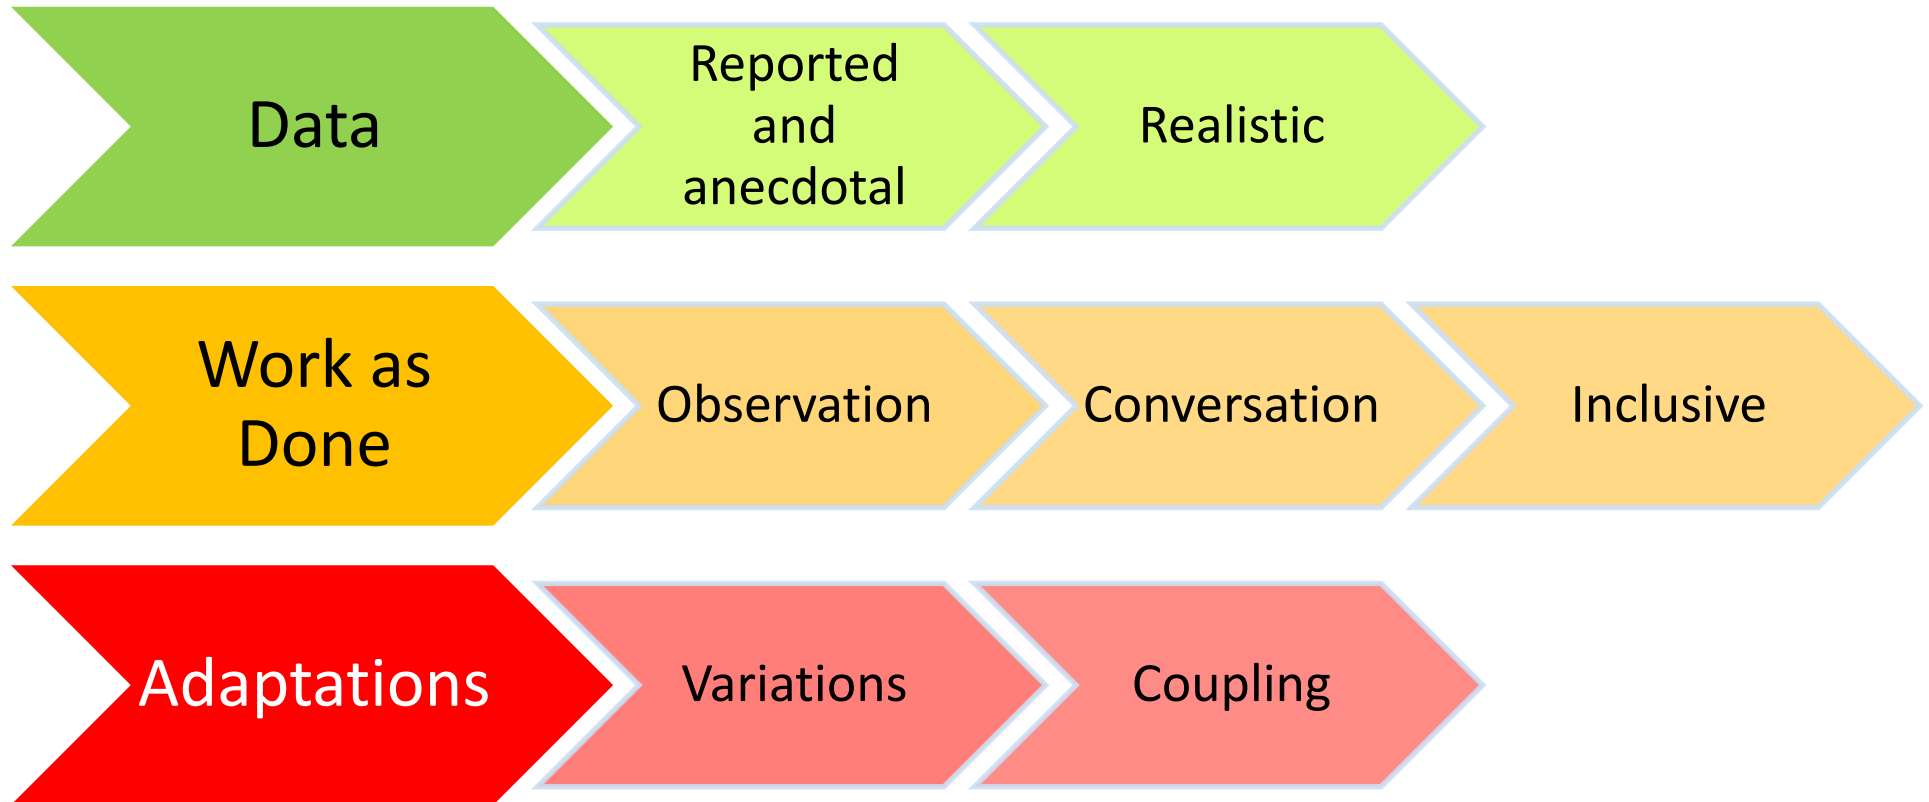 Data
Reported
and
anecdotal
Realistic
Work as
Done
Observation
Conversation
Inclusive
Adaptations
Variations
Coupling